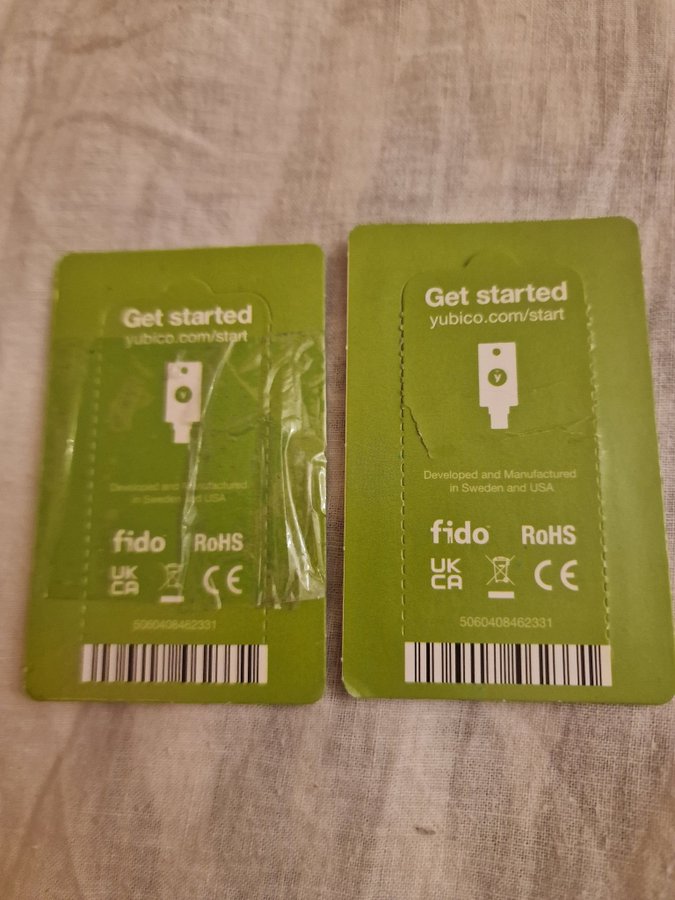 Get started
yubico.com/start
y
Developed and Manufactured
in Sweden and USA
fido RoHS
UK
CA CE
5060408462331
Get started
yubico.com/start
y
Developed and Manufactured
in Sweden and USA
fido™ RoHS
UK
CA CE
5060408462331